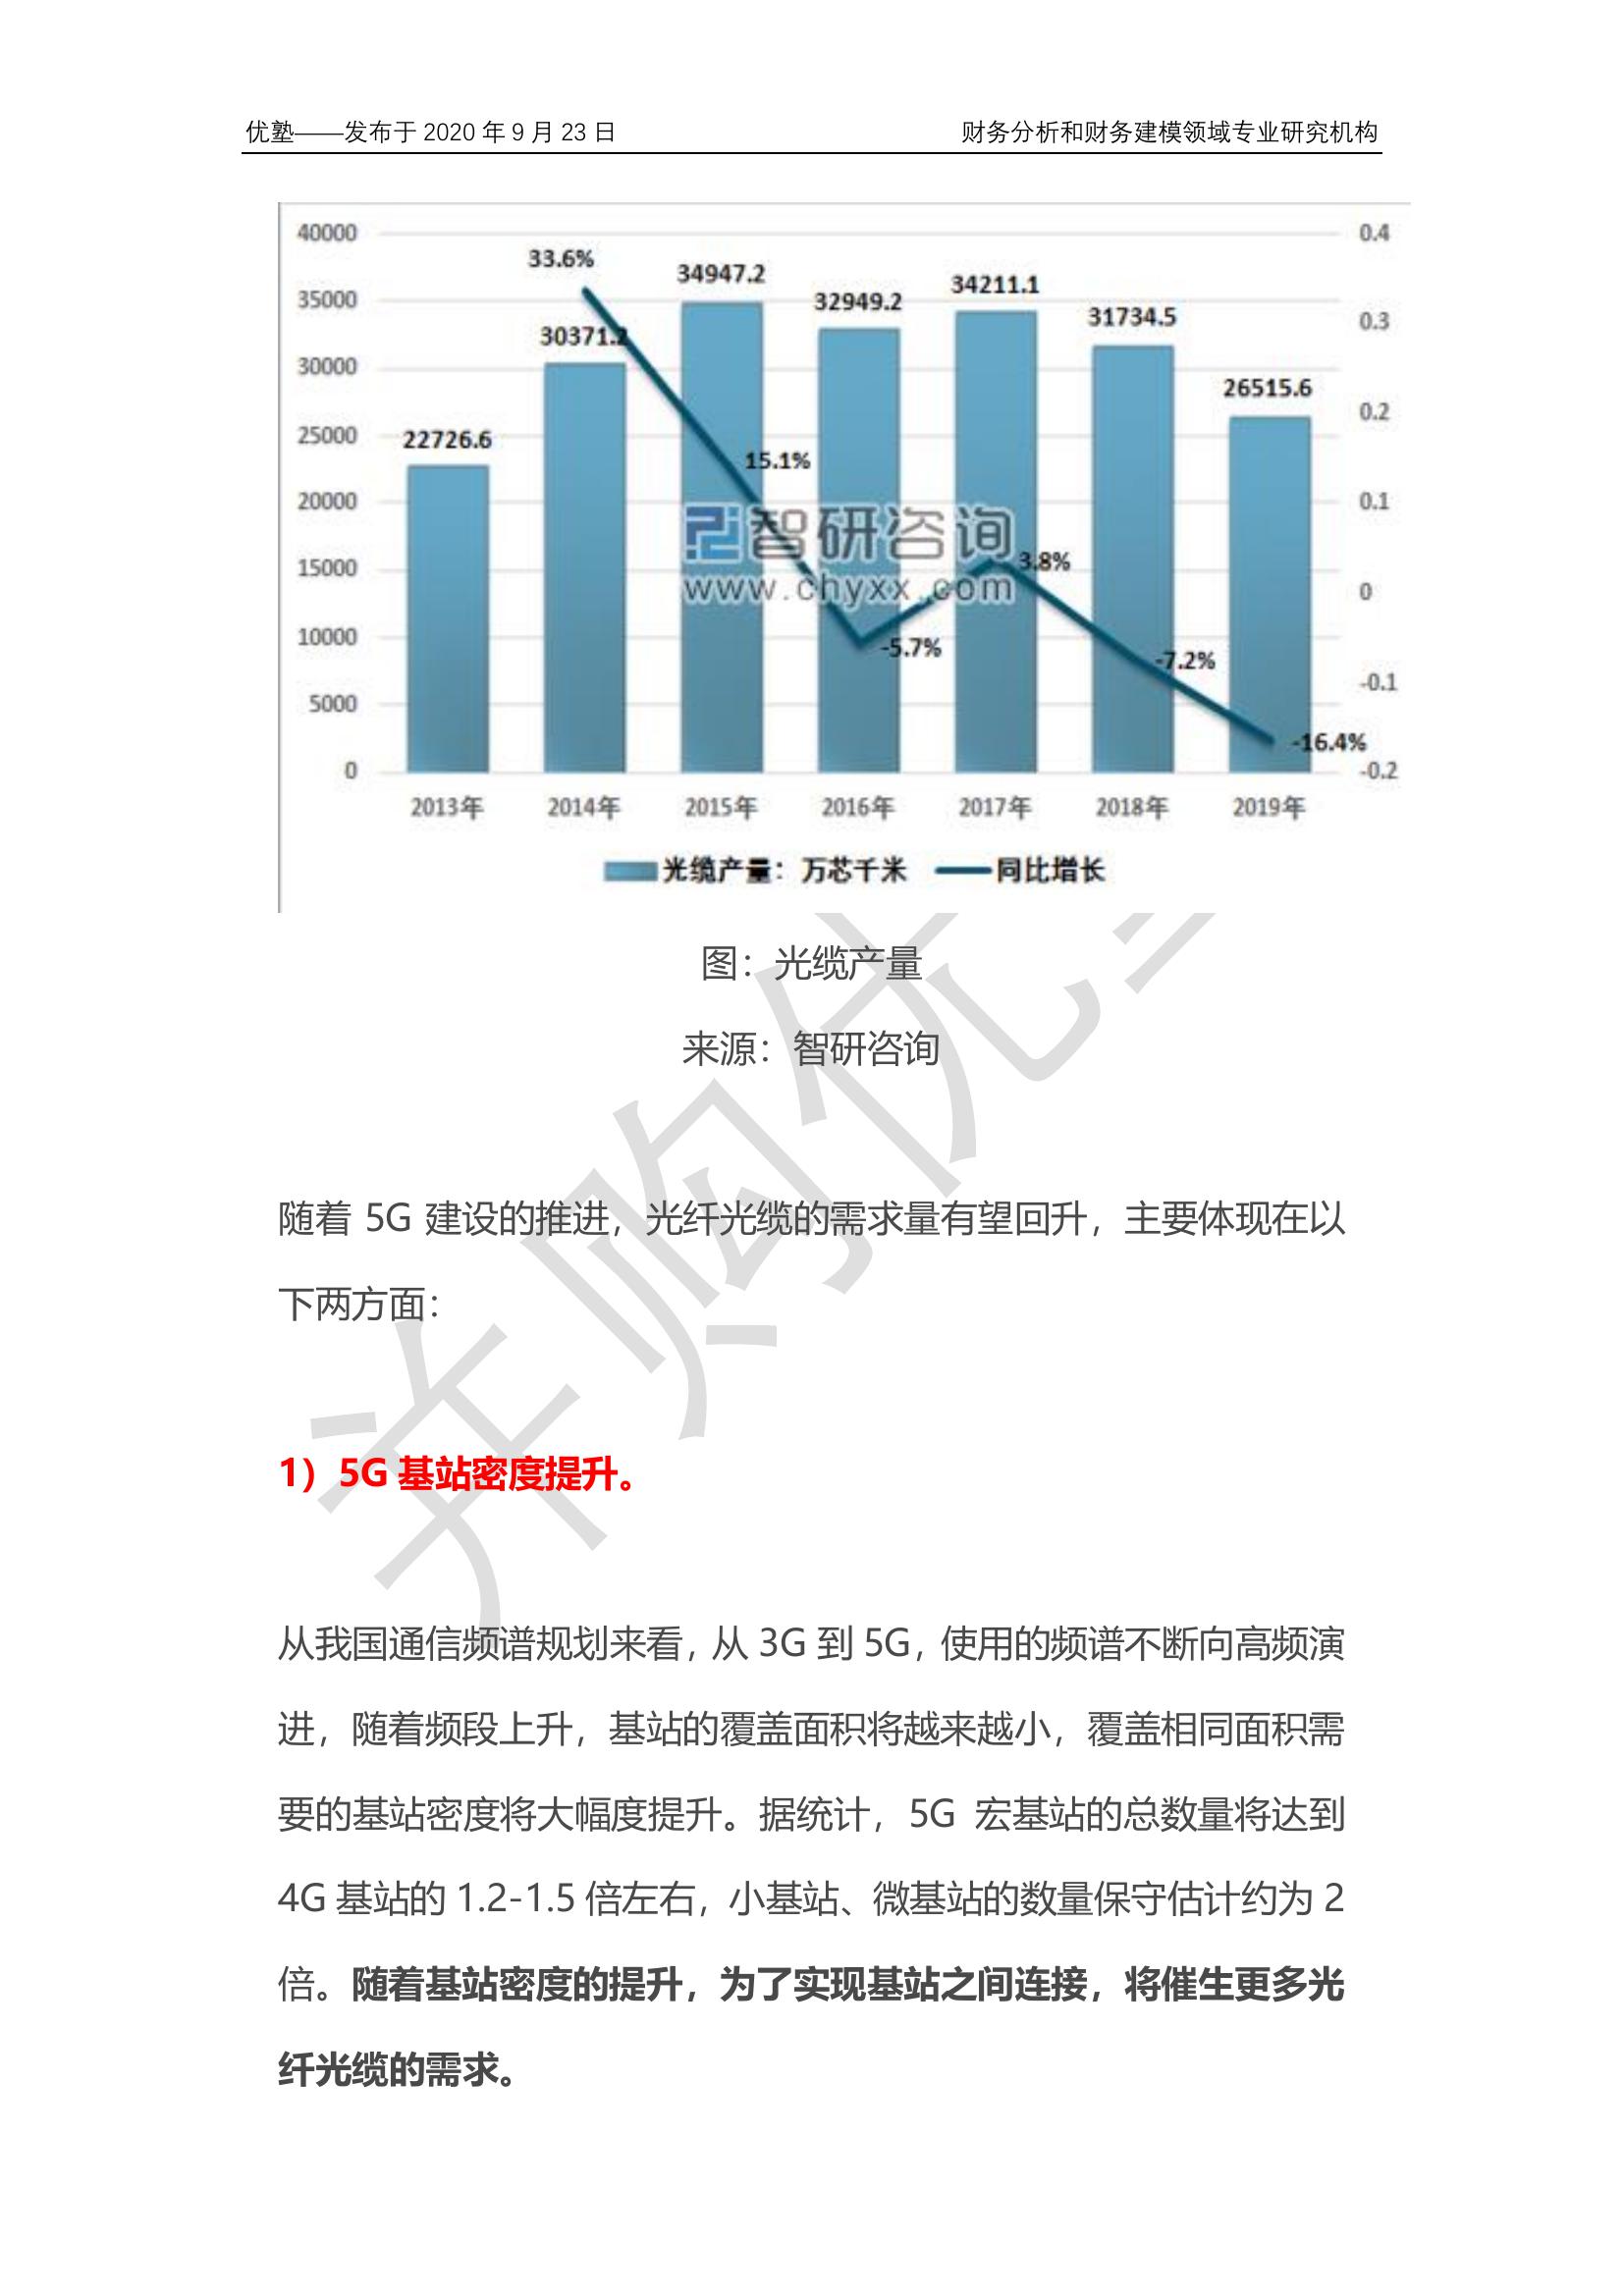 优塾——发布于 2020 年 9 月 23 日
财务分析和财务建模领域专业研究机构
40000
35000
30000
25000
20000
15000
10000
5000
0
0.4
0.3
0.2
0.1
0
-0.1
-0.2
22726.6
30371.2
34947.2
32949.2
34211.1
31734.5
26515.6
33.6%
15.1%
-5.7%
3.8%
-7.2%
-16.4%
智研咨询
www.chyxx.com
2013年 2014年 2015年 2016年 2017年 2018年 2019年
光缆产量：万芯千米 同比增长
图：光缆产量
来源：智研咨询
随着 5G 建设的推进，光纤光缆的需求量有望回升，主要体现在以
下两方面：
1）5G 基站密度提升。
从我国通信频谱规划来看，从 3G 到 5G，使用的频谱不断向高频演
进，随着频段上升，基站的覆盖面积将越来越小，覆盖相同面积需
要的基站密度将大幅度提升。据统计，5G 宏基站的总数量将达到
4G 基站的 1.2-1.5 倍左右，小基站、微基站的数量保守估计约为 2
倍。随着基站密度的提升，为了实现基站之间连接，将催生更多光
纤光缆的需求。
并购优